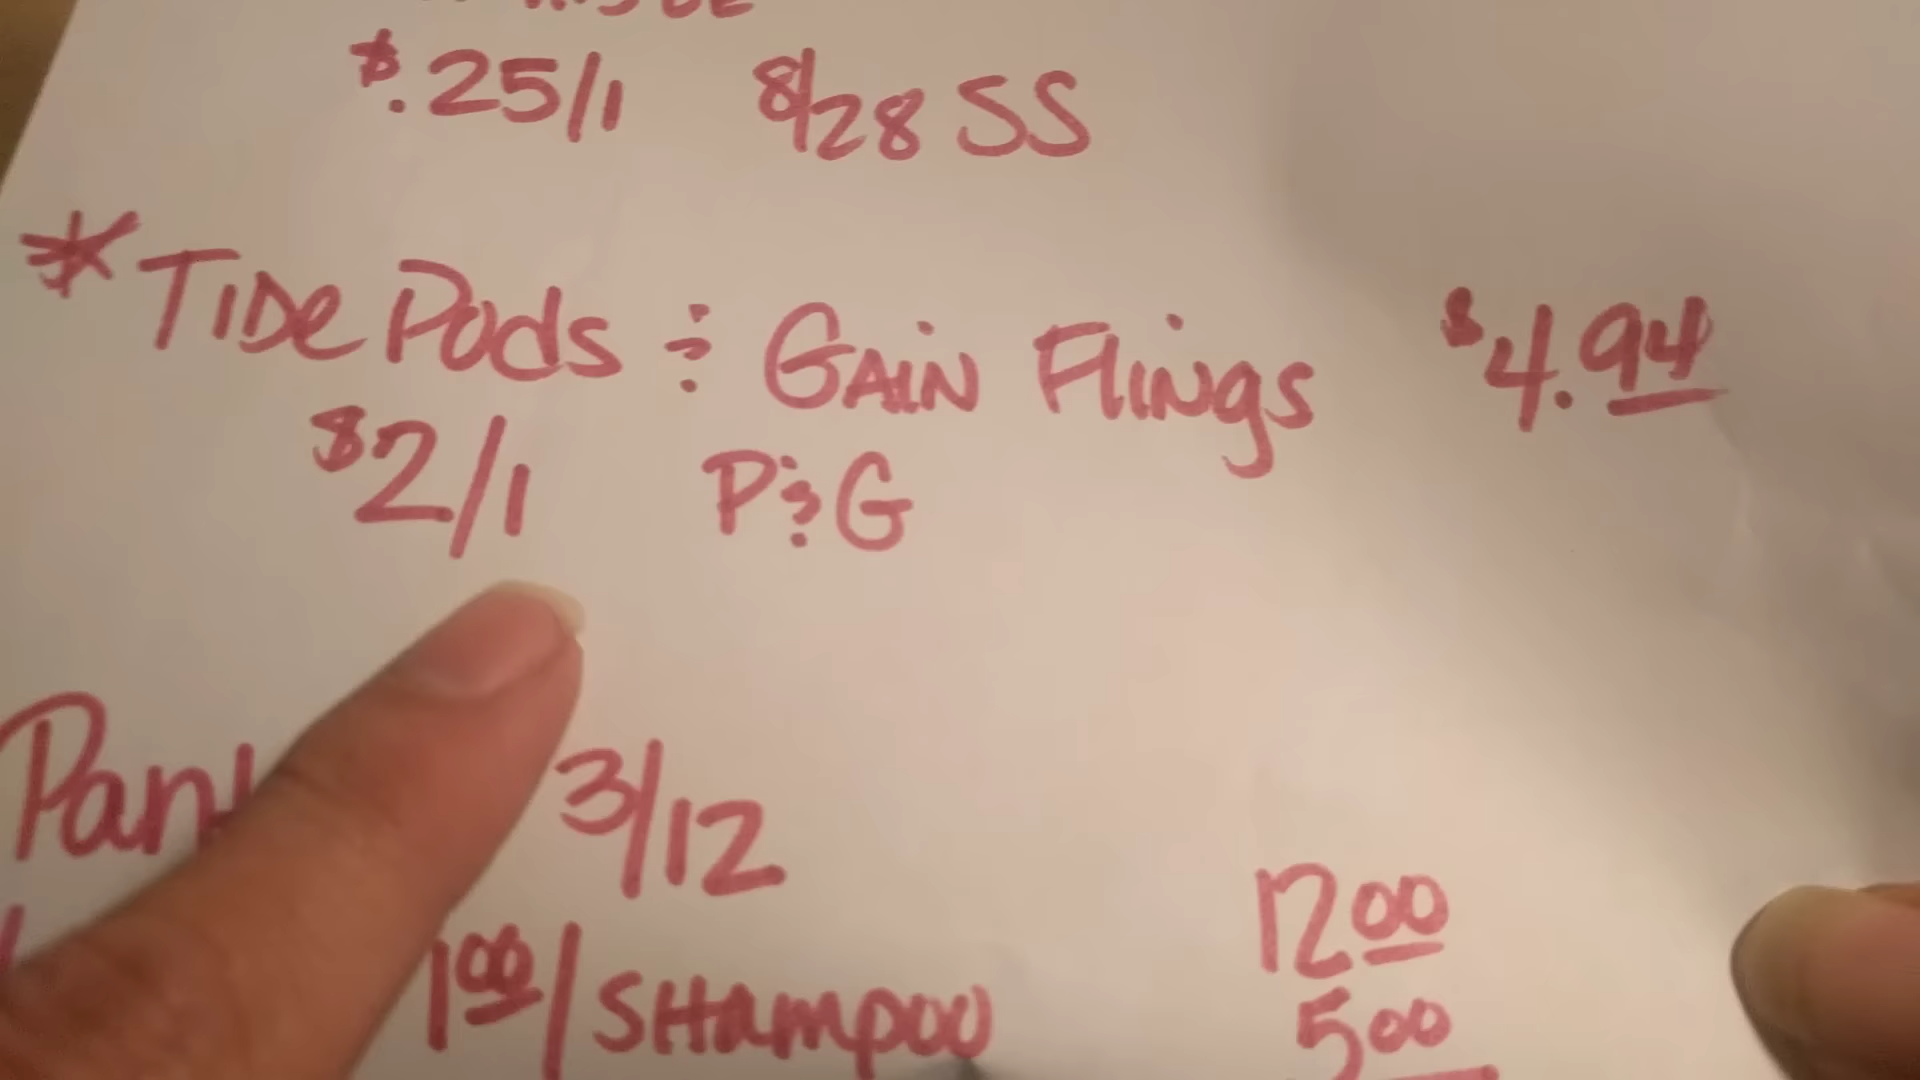 $.25/1 8/28 SS
*TIDe Pods & GAIN FlINgs $4.94
$2/1 P&G
3/12
1.00/SHAmpoo 12.00
5.00